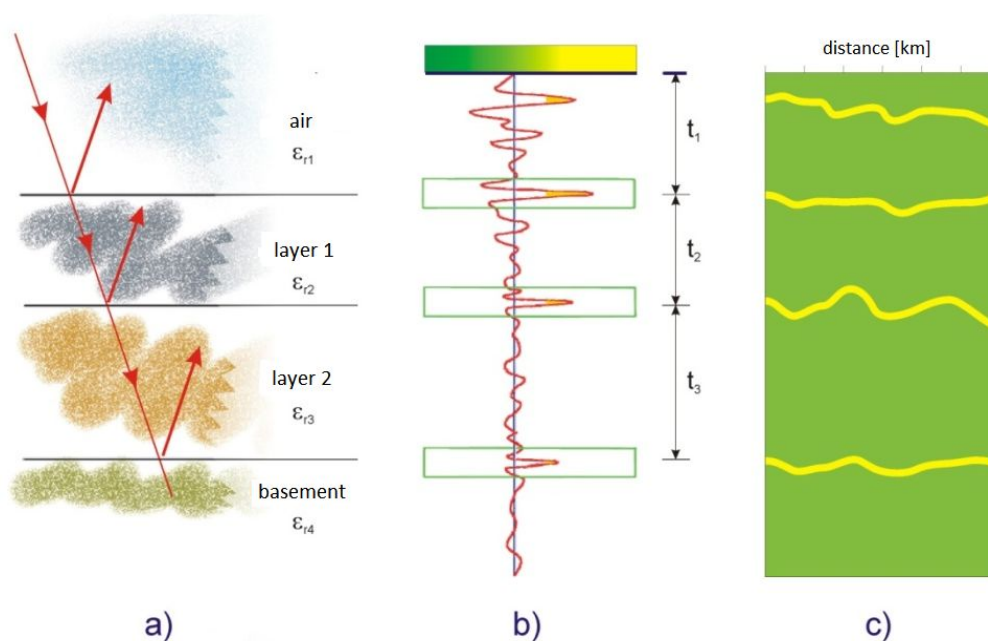 air
εr1
layer 1
εr2
layer 2
εr3
basement
εr4
a)
t1
t2
t3
b)
distance [km]
c)